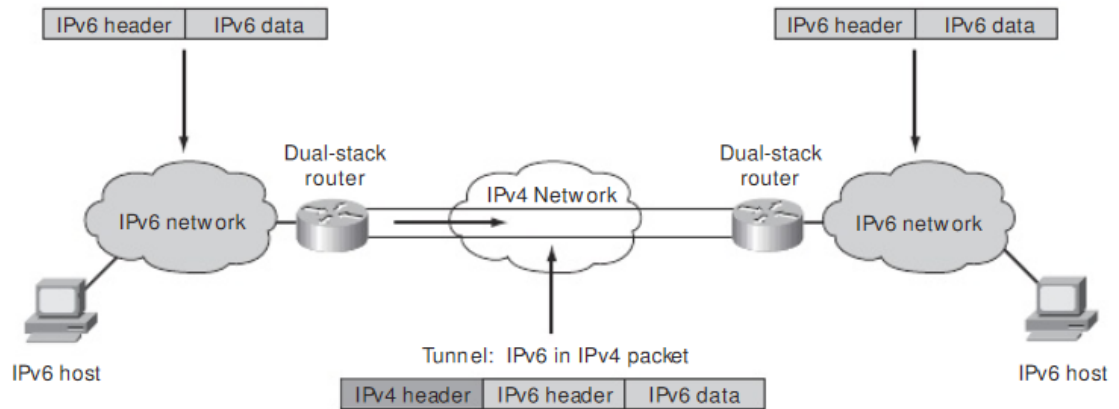 IPv6 header IPv6 data
IPv6 header IPv6 data
Dual-stack
router
Dual-stack
router
IPv4 Network
IPv6 network
IPv6 network
Tunnel: IPv6 in IPv4 packet
IPv6 host
IPv6 host
IPv4 header IPv6 header IPv6 data